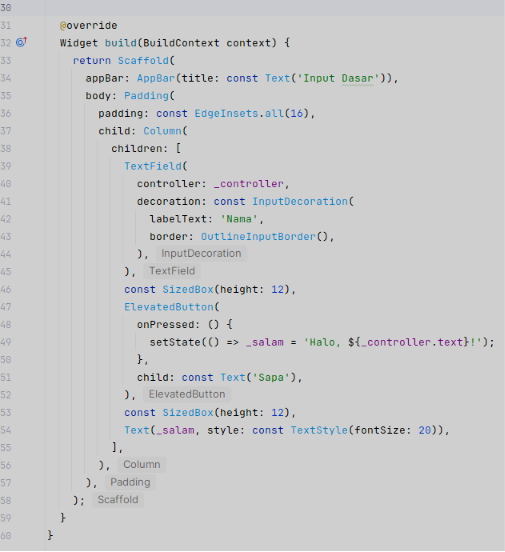 30
31 @override
32 Widget build(BuildContext context) {
33 return Scaffold(
34 appBar: AppBar(title: const Text('Input Dasar')),
35 body: Padding(
36 padding: const EdgeInsets.all(16),
37 child: Column(
38 children: [
39 TextField(
40 controller: _controller,
41 decoration: const InputDecoration(
42 labelText: 'Nama',
43 border: OutlineInputBorder(),
44 ), InputDecoration
45 ), TextField
46 const SizedBox(height: 12),
47 ElevatedButton(
48 onPressed: () {
49 setState(() => _salam = 'Halo, ${_controller.text}!');
50 },
51 child: const Text('Sapa'),
52 ), ElevatedButton
53 const SizedBox(height: 12),
54 Text(_salam, style: const TextStyle(fontSize: 20)),
55 ],
56 ), Column
57 ), Padding
58 ); Scaffold
59 }
60 }